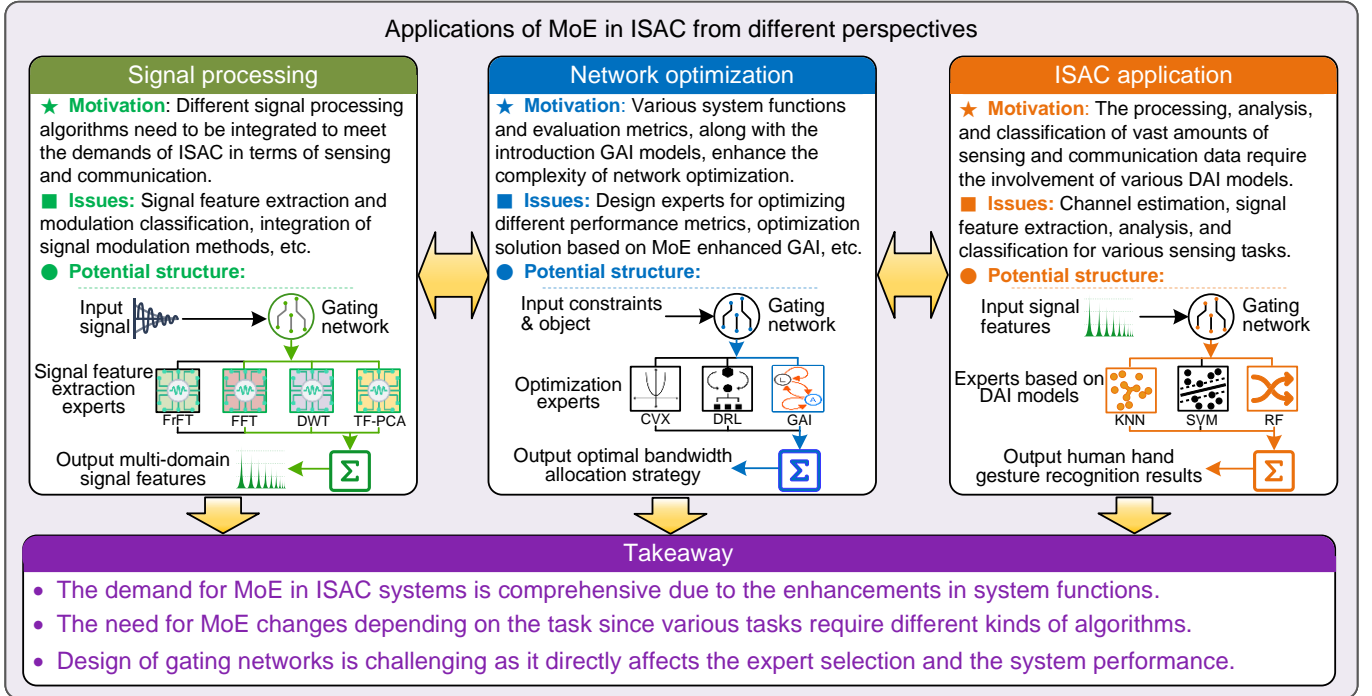 Applications of MoE in ISAC from different perspectives
Signal processing
★ Motivation: Different signal processing
algorithms need to be integrated to meet
the demands of ISAC in terms of sensing
and communication.
■ Issues: Signal feature extraction and
modulation classification, integration of
signal modulation methods, etc.
● Potential structure:
Input
signal
Gating
network
Signal feature
extraction
experts
FrFT
FFT
DWT
TF-PCA
Output multi-domain
signal features
Σ
Network optimization
★ Motivation: Various system functions
and evaluation metrics, along with the
introduction GAI models, enhance the
complexity of network optimization.
■ Issues: Design experts for optimizing
different performance metrics, optimization
solution based on MoE enhanced GAI, etc.
● Potential structure:
Input constraints
& object
Gating
network
Optimization
experts
CVX
DRL
GAI
Output optimal bandwidth
allocation strategy
Σ
ISAC application
★ Motivation: The processing, analysis,
and classification of vast amounts of
sensing and communication data require
the involvement of various DAI models.
■ Issues: Channel estimation, signal
feature extraction, analysis, and
classification for various sensing tasks.
● Potential structure:
Input signal
features
Gating
network
Experts based on
DAI models
KNN
SVM
RF
Output human hand
gesture recognition results
Σ
Takeaway
• The demand for MoE in ISAC systems is comprehensive due to the enhancements in system functions.
• The need for MoE changes depending on the task since various tasks require different kinds of algorithms.
• Design of gating networks is challenging as it directly affects the expert selection and the system performance.